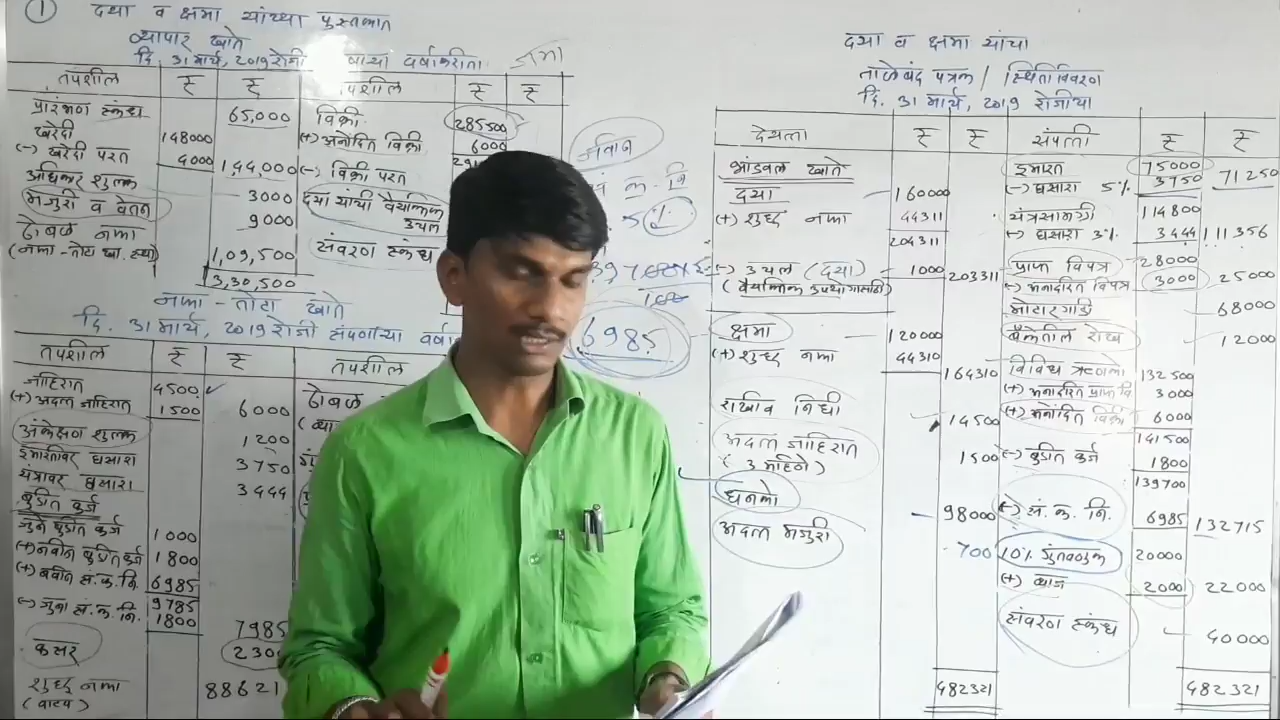 ①
दया व क्षमा यांच्या पुस्तकात
व्यापार खाते
दि. ३१ मार्च, २०१९ रोजी
वर्षाकरीता
जमा
तपशील ₹ ₹ तपशील ₹ ₹
प्रारंभिक स्कंध 65,000 विक्री 285500
खरेदी 148000 (+) अनोंदित विक्री 6000
(-) खरेदी परत 4000 1,44,000 (-) विक्री परत
अधिकार शुल्क 3000 दया यांची वैयक्तिक
उचल
मजुरी व वेतन 9000
ढोबळ नफा
(नफा-तोटा खा. स्था) 1,09,500 संवरण स्कंध
3,30,500
नफा-तोटा खाते
दि. ३१ मार्च, २०१९ रोजी संपणाऱ्या वर्षा
तपशील ₹ ₹ तपशील
जाहिरात 4500 ढोबळ
(+) अदत्त जाहिरात 1500 6000
अंकेक्षण शुल्क 1200
इमारतीवर घसारा 3750
यंत्रावर घसारा 3444
बुडीत कर्ज
जुने बुडीत कर्ज 1000
(+) नवीन बुडीत कर्ज 1800
(+) नवीन सं.क.नि. 6985
9785
(-) जुना सं.क.नि. 1800 7985
कसर 2300
शुद्ध नफा 88621
(वाटप)
5%
6985
दया व क्षमा यांचा
ताळेबंद पत्रक / स्थितिविवरण
दि. ३१ मार्च, २०१९ रोजीचा
देयता ₹ ₹ संपत्ती ₹ ₹
भांडवल खाते इमारत 75000
दया 160000 (-) घसारा 5% 3750 71250
(+) शुद्ध नफा 44311 यंत्रसामग्री 114800
204311 (-) घसारा 3% 3444 111356
(-) उचल (दया) 1000 203311 प्राप्त विपत्र 28000
(वैयक्तिक उपयोगासाठी) (-) अनादरित विपत्र 3000 25000
मोटारगाडी 68000
क्षमा 120000 बँकेतील रोख 12000
(+) शुद्ध नफा 44310 164310 विविध ऋणको 132500
(+) अनादरित प्राप्त वि 3000
राखीव निधी 14500 (+) अनोंदित विक्री 6000
141500
अदत्त जाहिरात 1500 (-) बुडीत कर्ज 1800
(3 महिने) 139700
धनको 98000 (-) सं.क.नि. 6985 132715
अदत्त मजुरी 700 10% गुंतवणूक 20000
(+) व्याज 2000 22000
संवरण स्कंध 40000
482321 482321